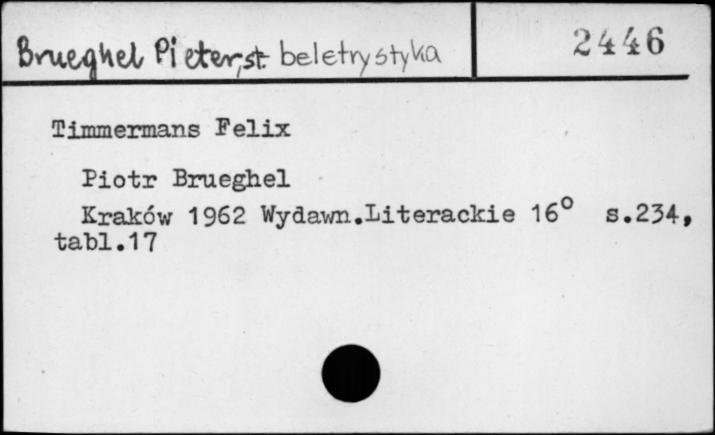 Brueghel Pieter, st. beletrystyka
2446
Timmermans Felix
Piotr Brueghel
Kraków 1962 Wydawn.Literackie 16° s.234,
tabl.17